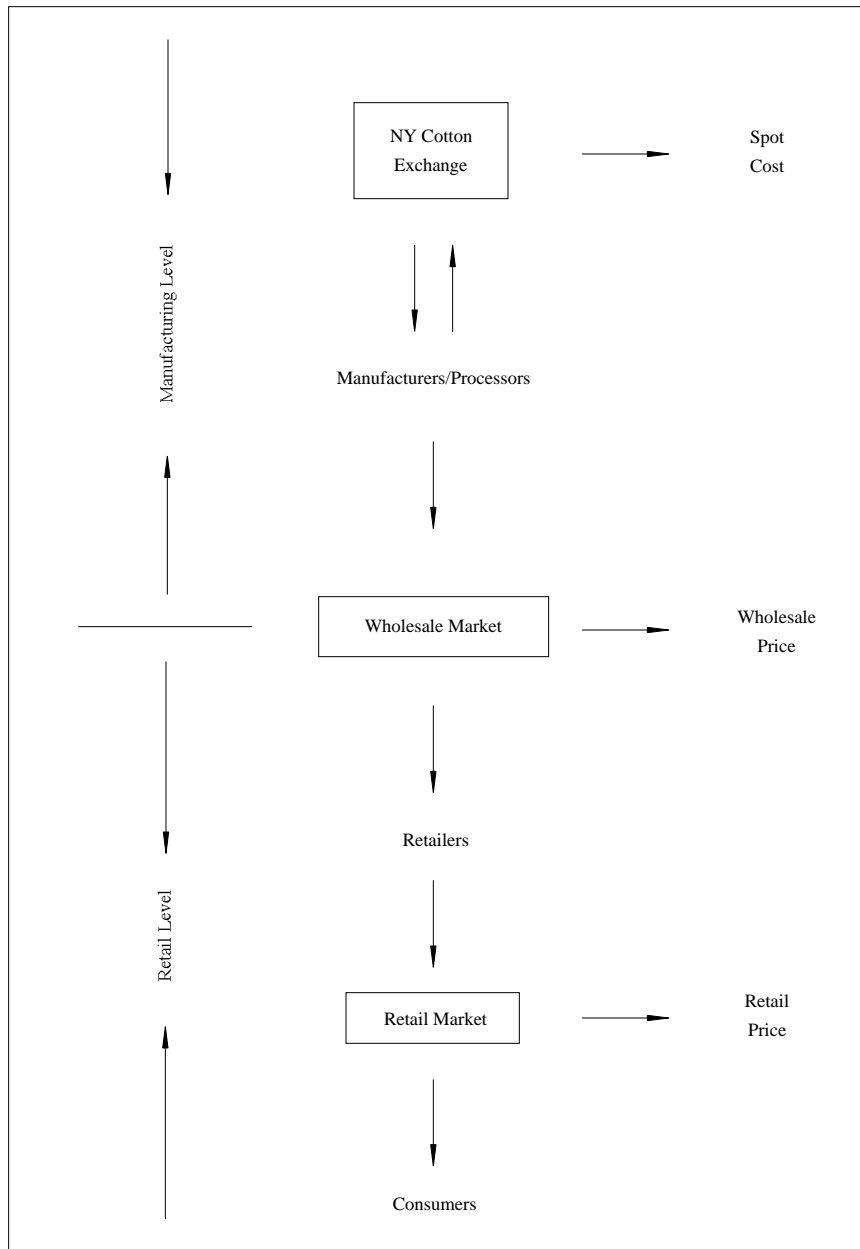 NY Cotton
Exchange
Spot
Cost
Manufacturing Level
Manufacturers/Processors
Wholesale Market
Wholesale
Price
Retailers
Retail Level
Retail Market
Retail
Price
Consumers